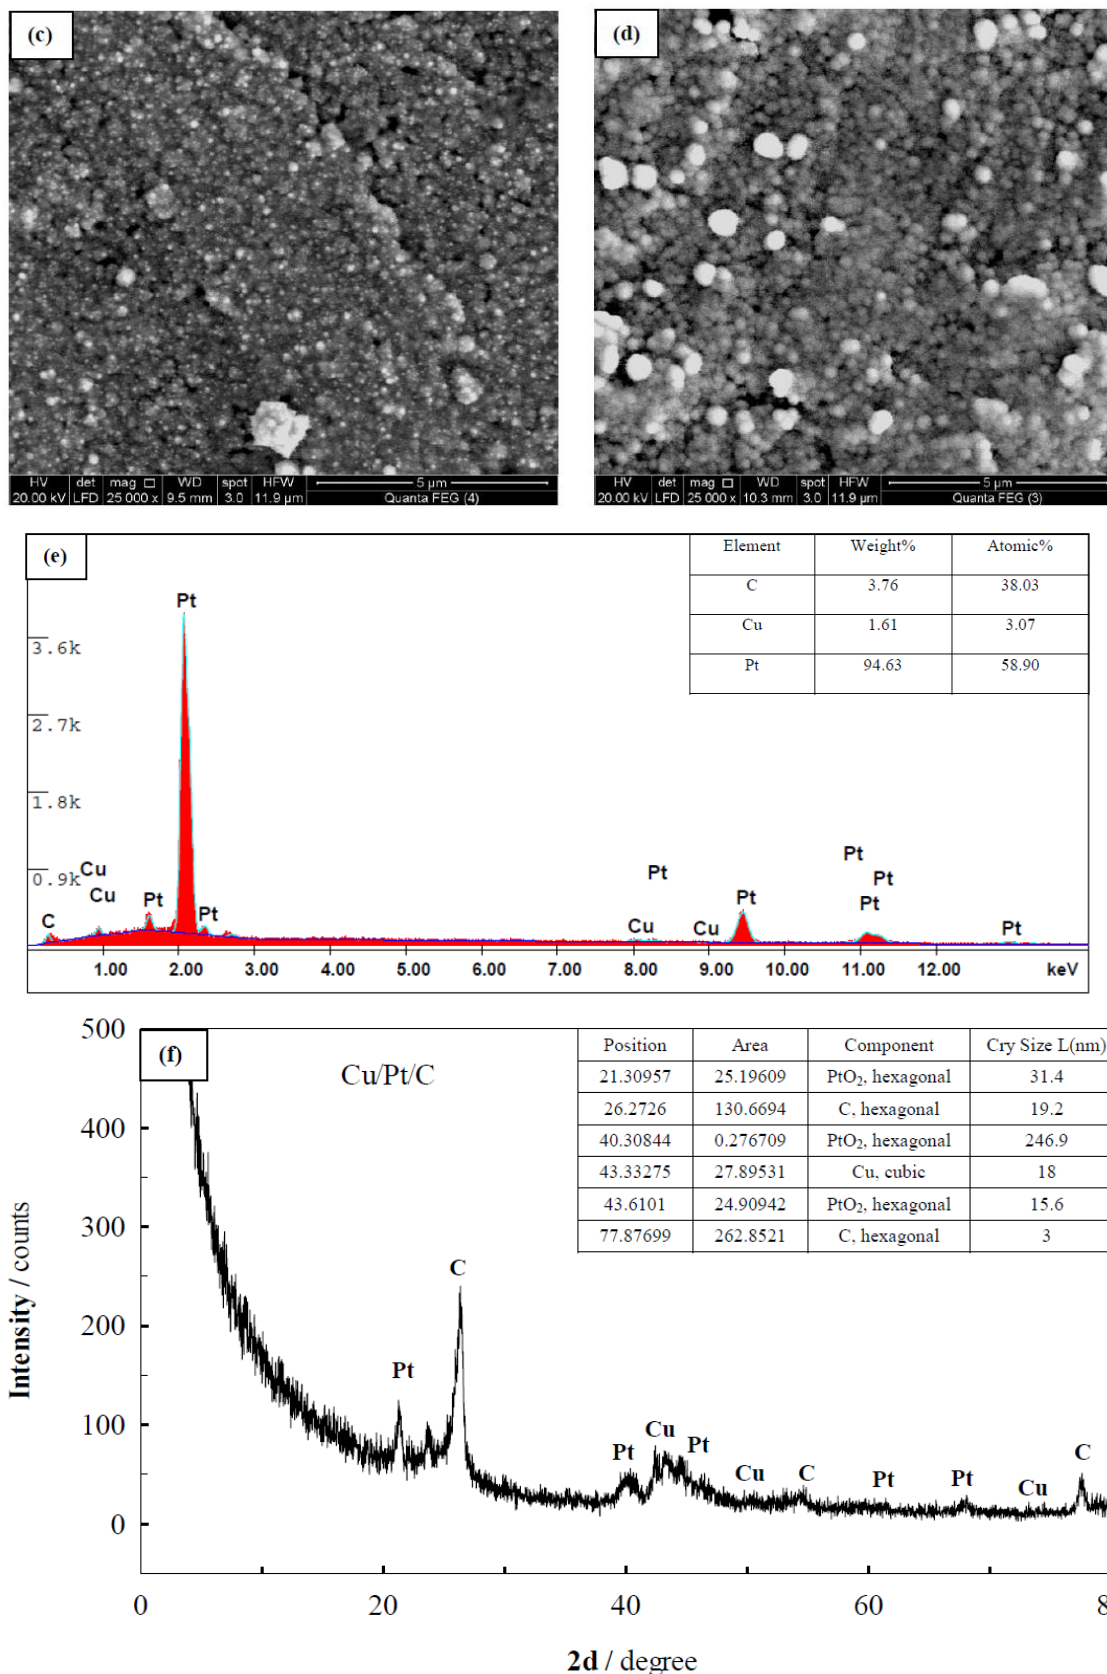 (c)
(d)
HV det mag □ WD spot HFW 5 µm
20.00 kV LFD 25 000 x 9.5 mm 3.0 11.9 µm Quanta FEG (4)
HV det mag □ WD spot HFW 5 µm
20.00 kV LFD 25 000 x 10.3 mm 3.0 11.9 µm Quanta FEG (3)
(e)
Element Weight% Atomic%
C 3.76 38.03
Cu 1.61 3.07
Pt 94.63 58.90
Pt
3.6k
2.7k
1.8k
0.9k
Cu
Cu
C
Pt
Pt
Pt
Cu
Cu
Pt
Pt
Pt
Pt
Pt
1.00 2.00 3.00 4.00 5.00 6.00 7.00 8.00 9.00 10.00 11.00 12.00 keV
(f)
Cu/Pt/C
Position Area Component Cry Size L(nm)
21.30957 25.19609 PtO₂, hexagonal 31.4
26.2726 130.6694 C, hexagonal 19.2
40.30844 0.276709 PtO₂, hexagonal 246.9
43.33275 27.89531 Cu, cubic 18
43.6101 24.90942 PtO₂, hexagonal 15.6
77.87699 262.8521 C, hexagonal 3
500
400
300
200
100
0
Intensity / counts
Pt
C
Pt
Cu
Pt
Cu
C
Pt
Pt
Cu
C
0 20 40 60 8
2d / degree